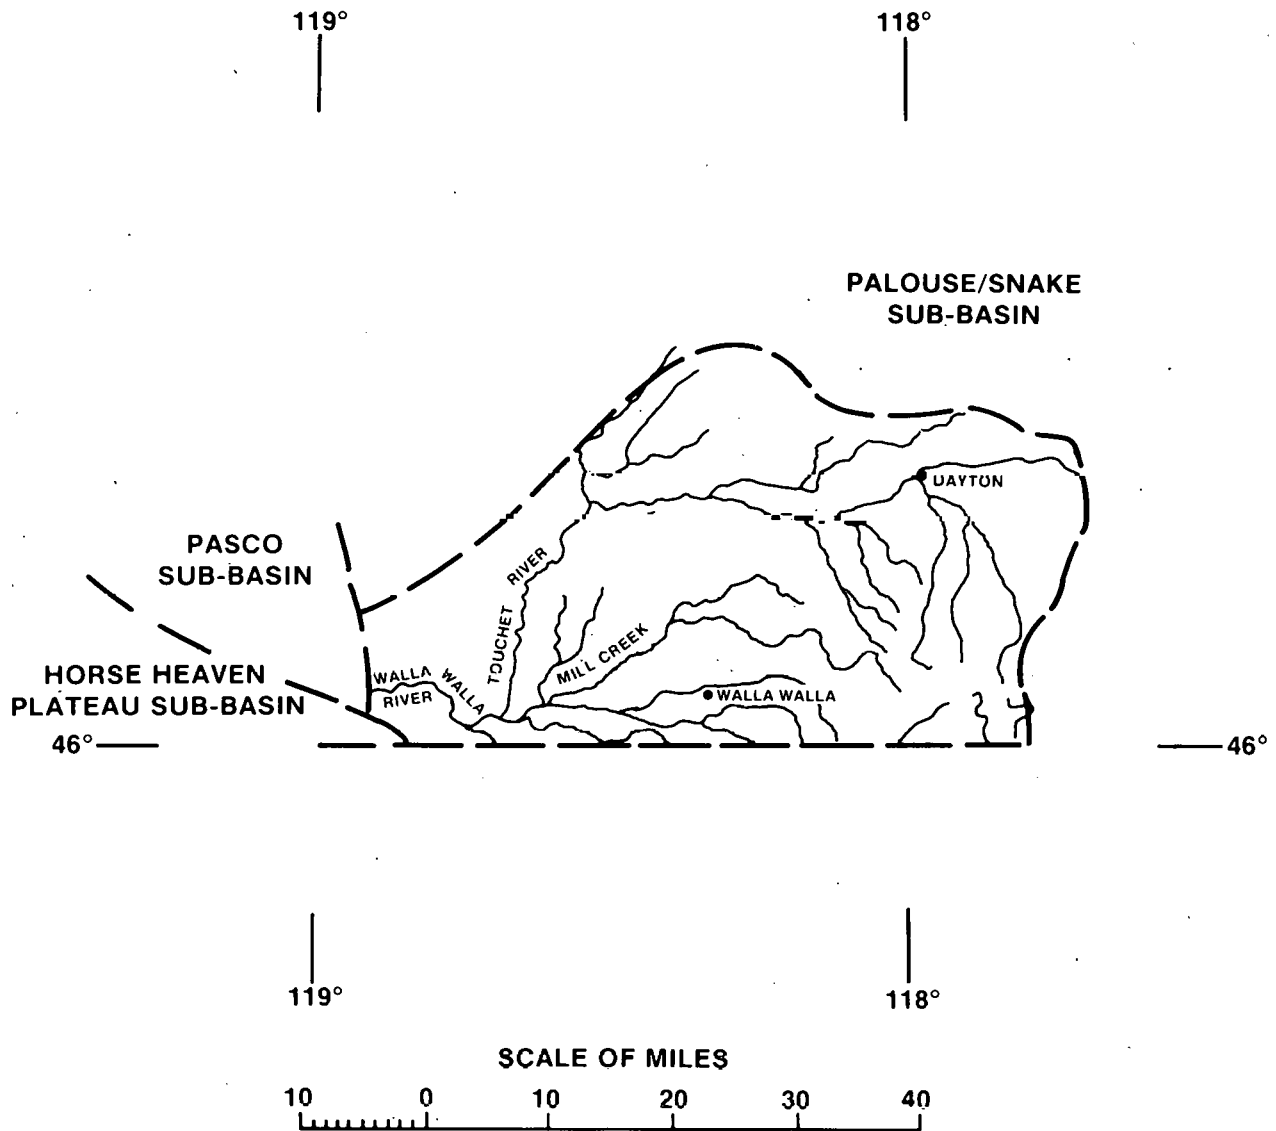 119°
118°
PALOUSE/SNAKE
SUB-BASIN
DAYTON
PASCO
SUB-BASIN
TOUCHET RIVER
MILL CREEK
HORSE HEAVEN
PLATEAU SUB-BASIN
WALLA WALLA
RIVER
WALLA WALLA
46°
46°
119°
118°
SCALE OF MILES
10 0 10 20 30 40